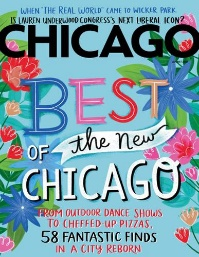 WHEN "THE REAL WORLD" CAME TO WICKER PARK
IS LAUREN UNDERWOOD CONGRESS'S NEXT LIBERAL ICON?
CHICAGO
BEST
OF the New
CHICAGO
FROM OUTDOOR DANCE SHOWS
TO CHEFFED-UP PIZZAS,
58 FANTASTIC FINDS
IN A CITY REBORN